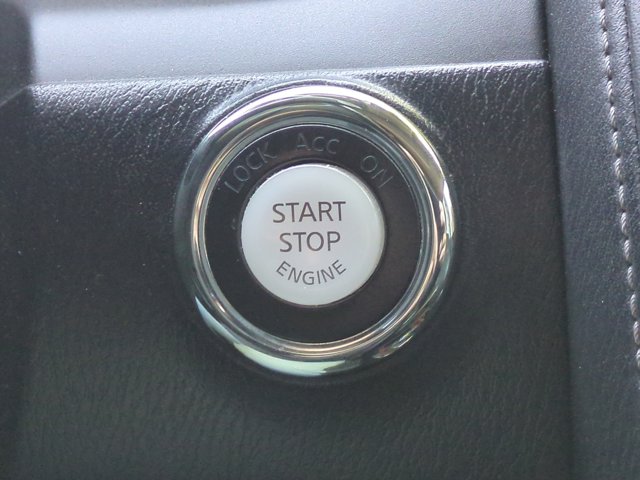 LOCK ACC ON
START
STOP
ENGINE